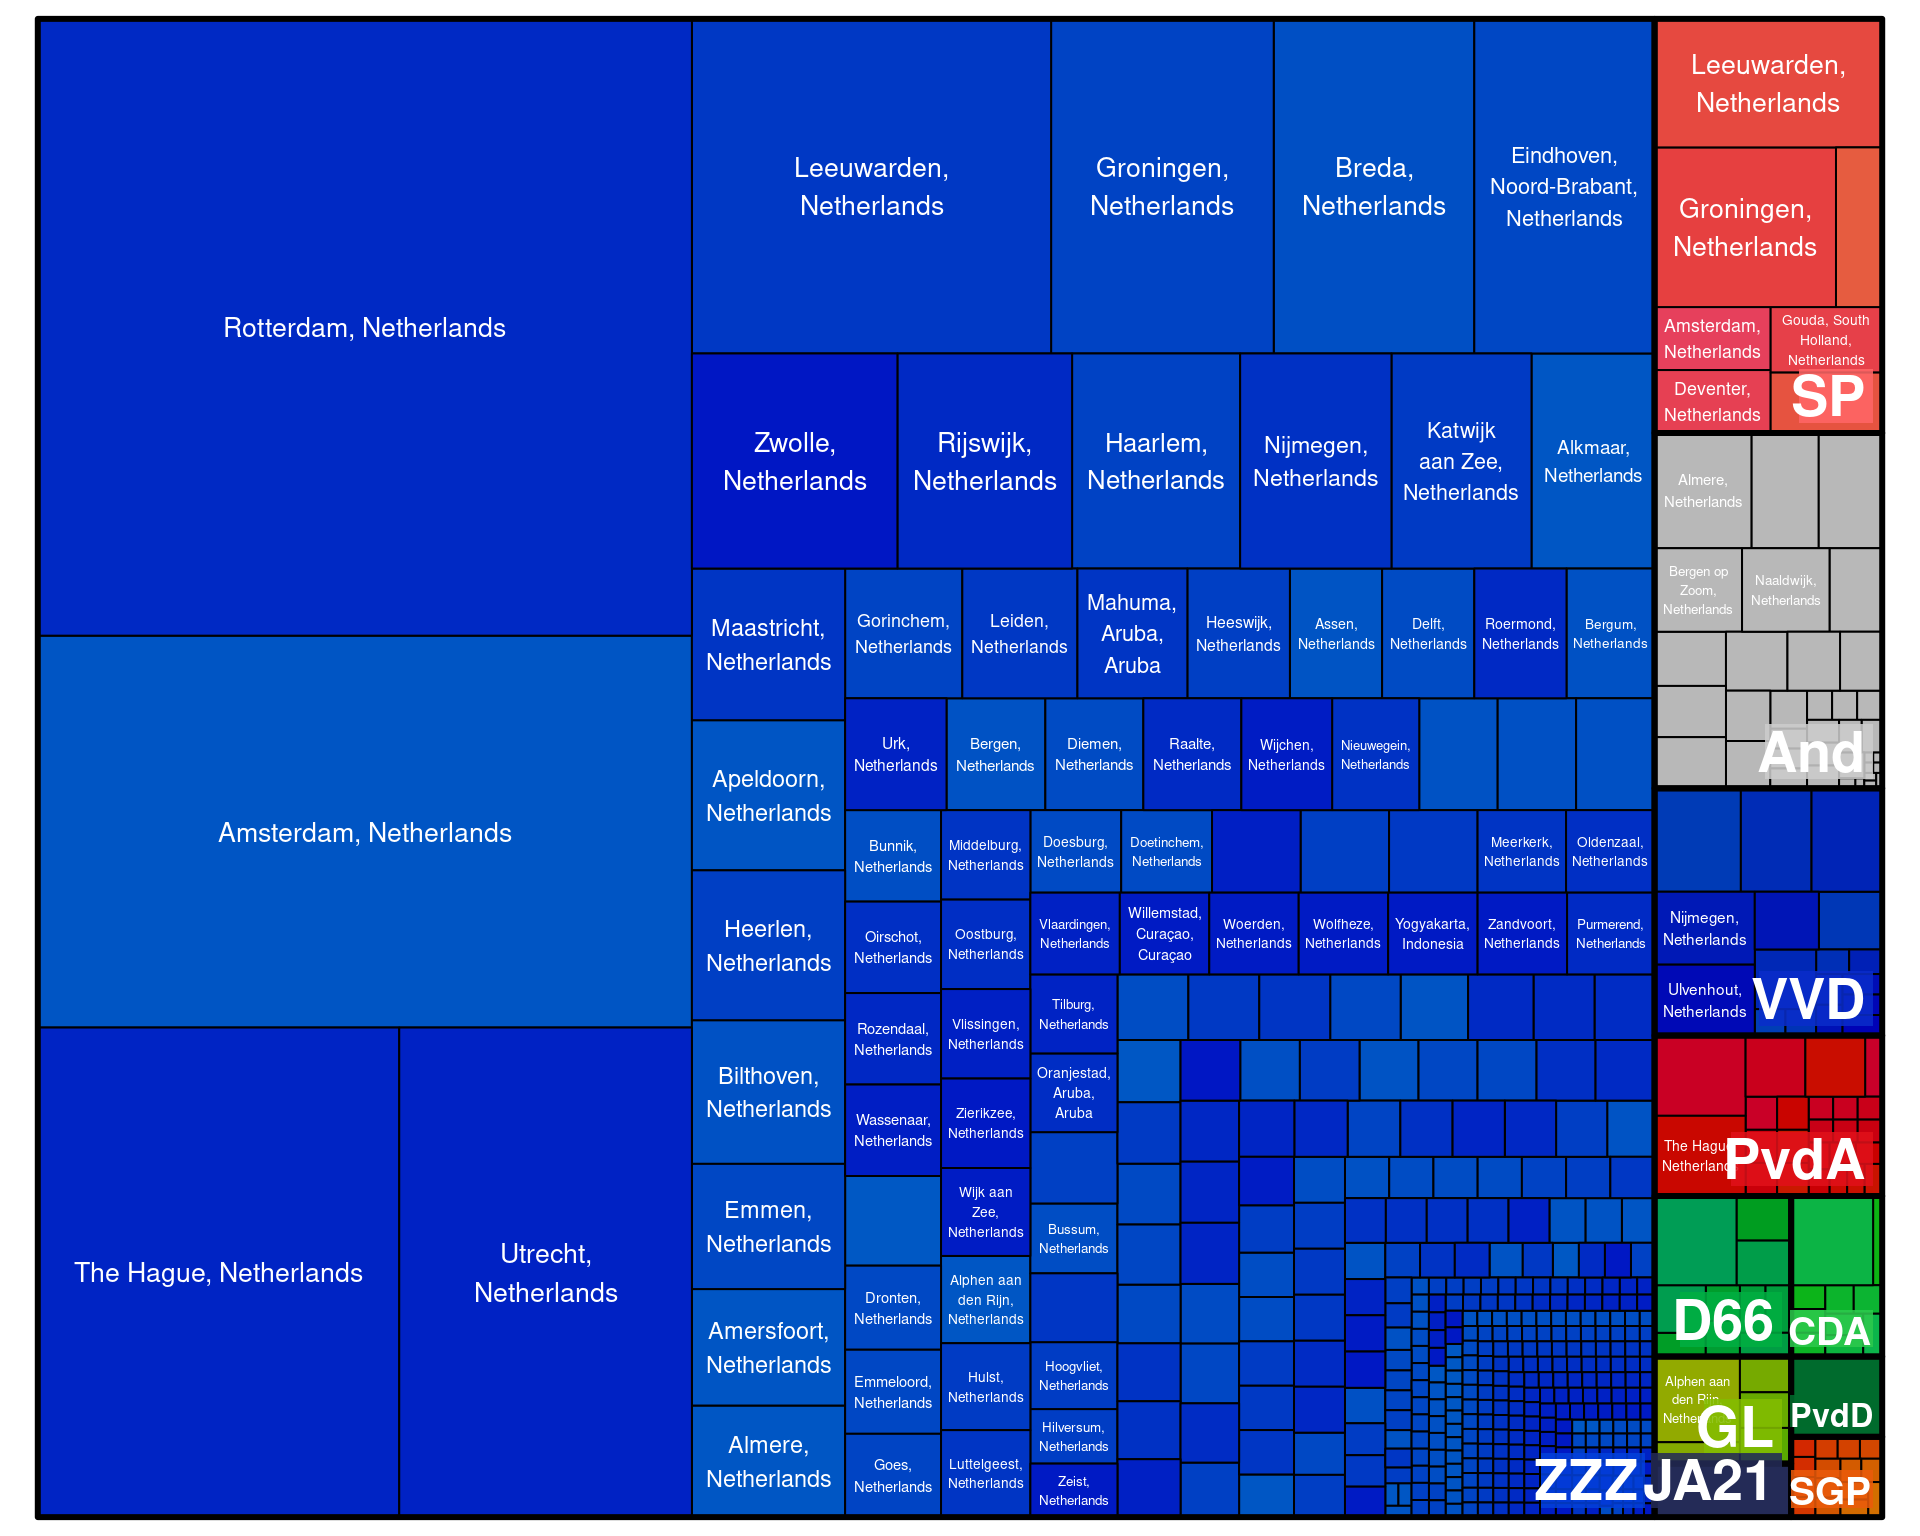 Rotterdam, Netherlands
Amsterdam, Netherlands
The Hague, Netherlands
Utrecht,
Netherlands
Leeuwarden,
Netherlands
Groningen,
Netherlands
Breda,
Netherlands
Eindhoven,
Noord-Brabant,
Netherlands
Zwolle,
Netherlands
Rijswijk,
Netherlands
Haarlem,
Netherlands
Nijmegen,
Netherlands
Katwijk
aan Zee,
Netherlands
Alkmaar,
Netherlands
Maastricht,
Netherlands
Apeldoorn,
Netherlands
Heerlen,
Netherlands
Bilthoven,
Netherlands
Emmen,
Netherlands
Amersfoort,
Netherlands
Almere,
Netherlands
Gorinchem,
Netherlands
Leiden,
Netherlands
Mahuma,
Aruba,
Aruba
Heeswijk,
Netherlands
Assen,
Netherlands
Delft,
Netherlands
Roermond,
Netherlands
Bergum,
Netherlands
Urk,
Netherlands
Bergen,
Netherlands
Diemen,
Netherlands
Raalte,
Netherlands
Wijchen,
Netherlands
Nieuwegein,
Netherlands
Bunnik,
Netherlands
Oirschot,
Netherlands
Rozendaal,
Netherlands
Wassenaar,
Netherlands
Dronten,
Netherlands
Emmeloord,
Netherlands
Goes,
Netherlands
Middelburg,
Netherlands
Oostburg,
Netherlands
Vlissingen,
Netherlands
Zierikzee,
Netherlands
Wijk aan
Zee,
Netherlands
Alphen aan
den Rijn,
Netherlands
Hulst,
Netherlands
Luttelgeest,
Netherlands
Doesburg,
Netherlands
Doetinchem,
Netherlands
Meerkerk,
Netherlands
Oldenzaal,
Netherlands
Vlaardingen,
Netherlands
Willemstad,
Curaçao,
Curaçao
Woerden,
Netherlands
Wolfheze,
Netherlands
Yogyakarta,
Indonesia
Zandvoort,
Netherlands
Purmerend,
Netherlands
Tilburg,
Netherlands
Oranjestad,
Aruba,
Aruba
Bussum,
Netherlands
Hoogvliet,
Netherlands
Hilversum,
Netherlands
Zeist,
Netherlands
ZZZ
Leeuwarden,
Netherlands
Groningen,
Netherlands
Amsterdam,
Netherlands
Gouda, South
Holland,
Netherlands
Deventer,
Netherlands
SP
Almere,
Netherlands
Bergen op
Zoom,
Netherlands
Naaldwijk,
Netherlands
And
Nijmegen,
Netherlands
Ulvenhout,
Netherlands
VVD
The Hague,
Netherlands
PvdA
D66
CDA
Alphen aan
den Rijn,
Netherlands
GL
PvdD
JA21
SGP